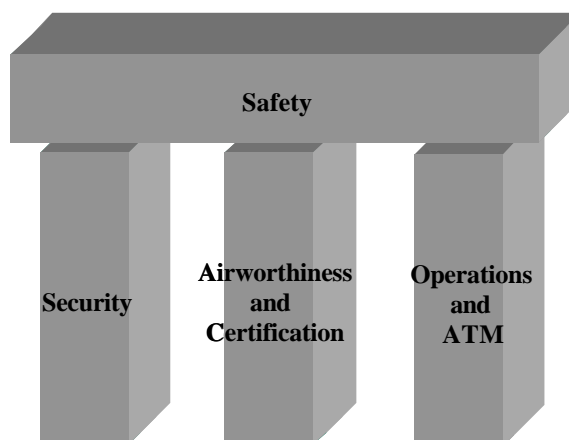 Safety
Security
Airworthiness
and
Certification
Operations
and
ATM